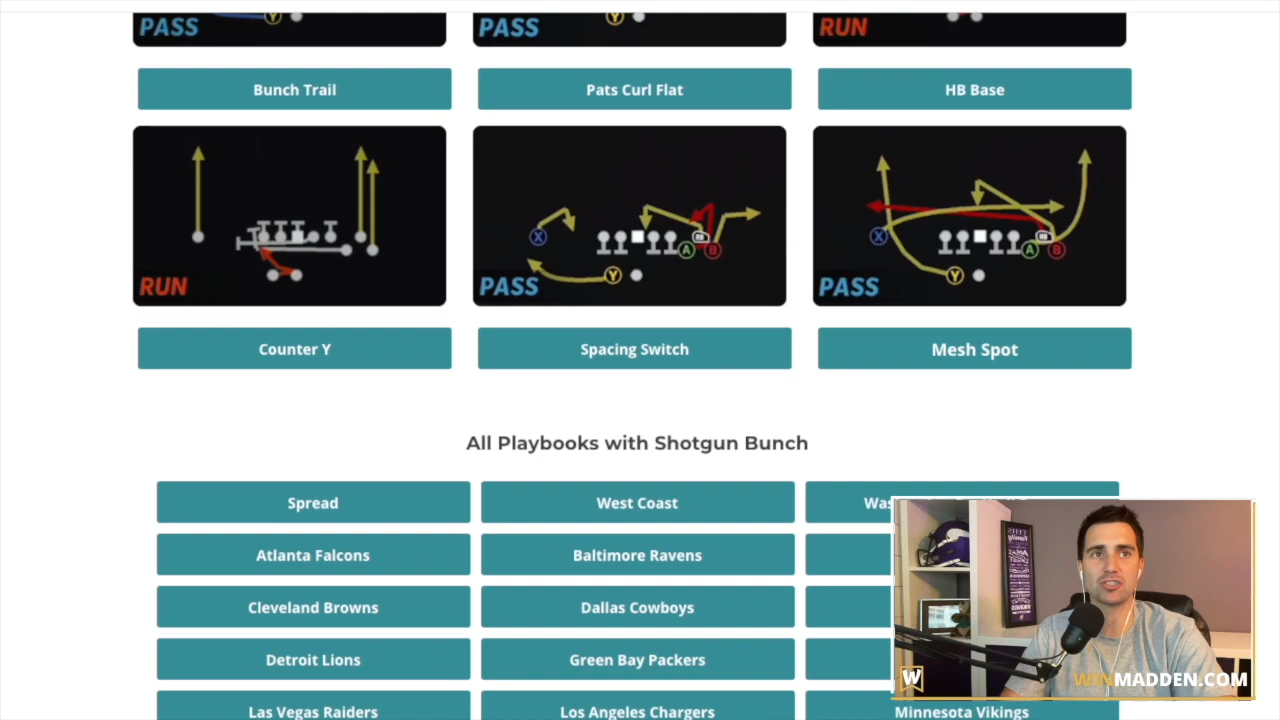 PASS
PASS
RUN
Bunch Trail
Pats Curl Flat
HB Base
RUN
X
A
B
Y
PASS
X
A
B
Y
PASS
Counter Y
Spacing Switch
Mesh Spot
All Playbooks with Shotgun Bunch
Spread
West Coast
Atlanta Falcons
Baltimore Ravens
Cleveland Browns
Dallas Cowboys
Detroit Lions
Green Bay Packers
Las Vegas Raiders
Los Angeles Chargers
Minnesota Vikings
W
WINMADDEN.COM